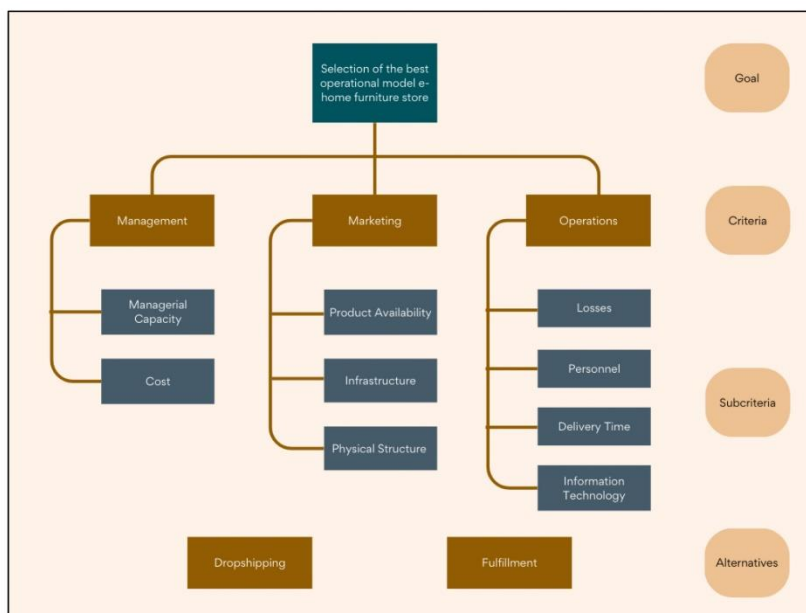 Selection of the best
operational model e-
home furniture store
Goal
Management
Marketing
Operations
Criteria
Managerial
Capacity
Product Availability
Losses
Cost
Infrastructure
Personnel
Subcriteria
Physical Structure
Delivery Time
Information
Technology
Dropshipping
Fulfillment
Alternatives